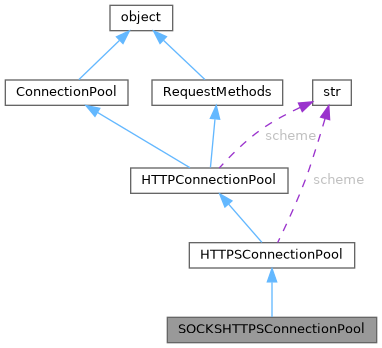 object
ConnectionPool
RequestMethods
str
scheme
HTTPConnectionPool
scheme
HTTPSConnectionPool
SOCKSHTTPSConnectionPool